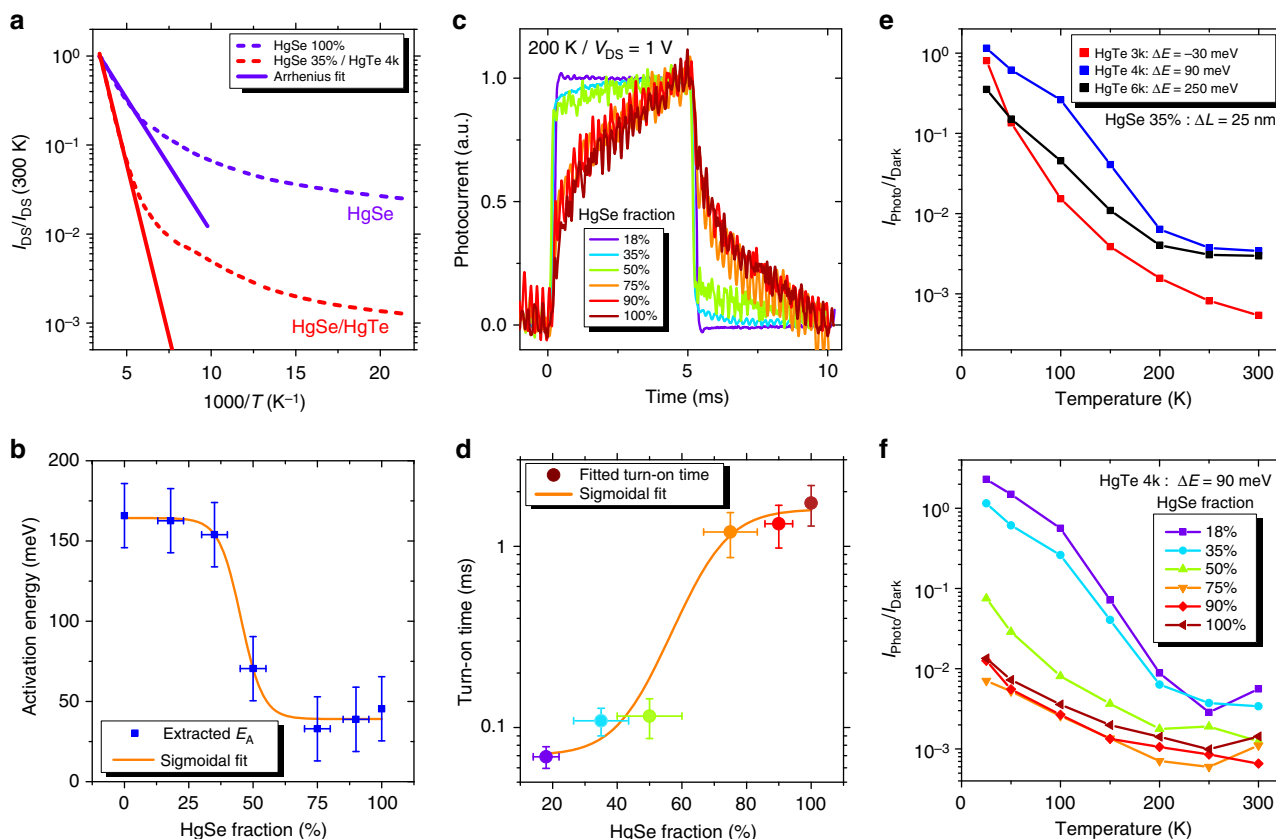 a
I_DS/I_DS (300 K)
10^0
10^−1
10^−2
10^−3
HgSe 100%
HgSe 35% / HgTe 4k
Arrhenius fit
HgSe
HgSe/HgTe
5 10 15 20
1000/T (K^−1)
b
Activation energy (meV)
200
150
100
50
0
Extracted E_A
Sigmoidal fit
0 25 50 75 100
HgSe fraction (%)
c
Photocurrent (a.u.)
200 K / V_DS = 1 V
1.0
0.5
0.0
HgSe fraction
18%
35%
50%
75%
90%
100%
0 5 10
Time (ms)
d
Turn-on time (ms)
1
0.1
Fitted turn-on time
Sigmoidal fit
20 40 60 80 100
HgSe fraction (%)
e
I_Photo/I_Dark
10^0
10^−1
10^−2
10^−3
HgTe 3k: ΔE = −30 meV
HgTe 4k: ΔE = 90 meV
HgTe 6k: ΔE = 250 meV
HgSe 35% : ΔL = 25 nm
0 100 200 300
Temperature (K)
f
I_Photo/I_Dark
10^0
10^−1
10^−2
10^−3
HgTe 4k : ΔE = 90 meV
HgSe fraction
18%
35%
50%
75%
90%
100%
0 100 200 300
Temperature (K)